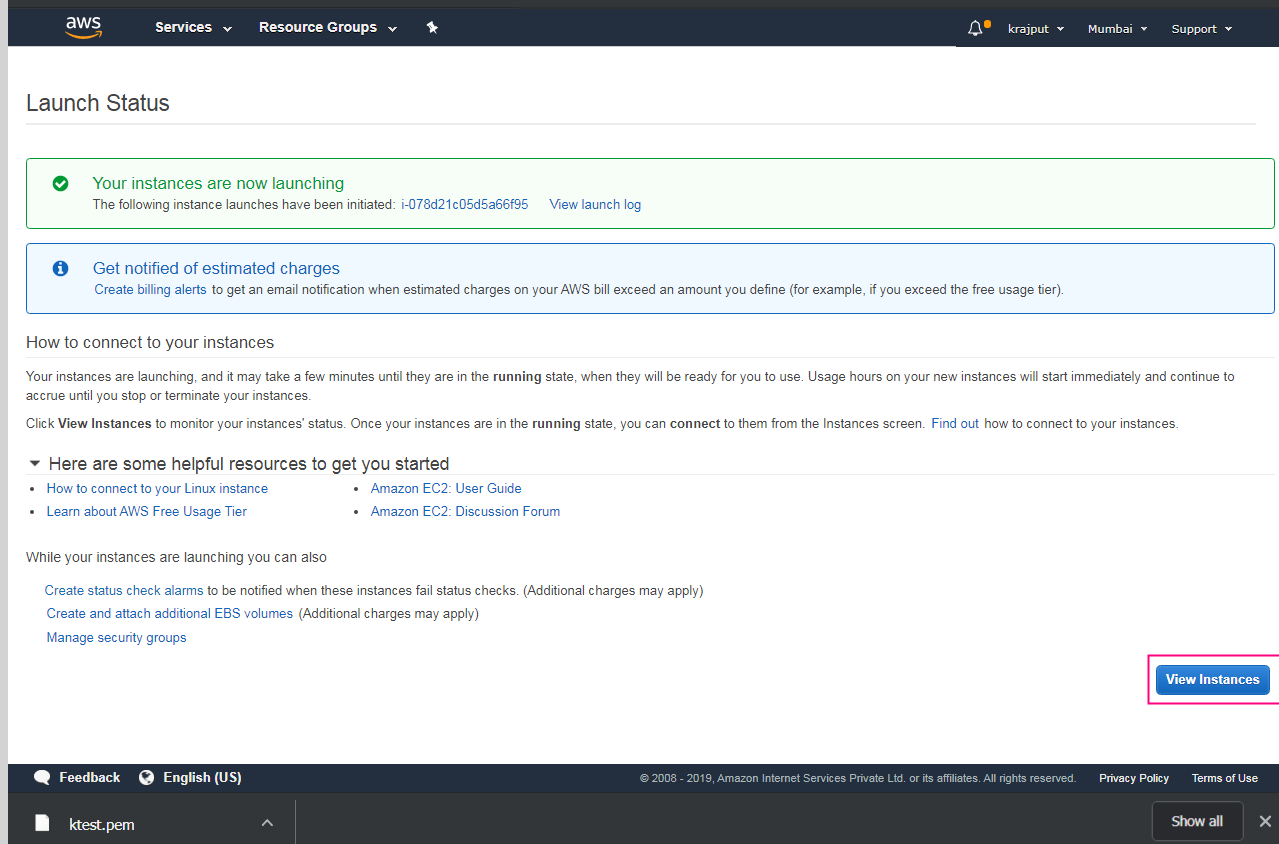 aws Services Resource Groups krajput Mumbai Support
Launch Status
Your instances are now launching
The following instance launches have been initiated: i-078d21c05d5a66f95 View launch log
Get notified of estimated charges
Create billing alerts to get an email notification when estimated charges on your AWS bill exceed an amount you define (for example, if you exceed the free usage tier).
How to connect to your instances
Your instances are launching, and it may take a few minutes until they are in the running state, when they will be ready for you to use. Usage hours on your new instances will start immediately and continue to
accrue until you stop or terminate your instances.
Click View Instances to monitor your instances' status. Once your instances are in the running state, you can connect to them from the Instances screen. Find out how to connect to your instances.
Here are some helpful resources to get you started
How to connect to your Linux instance
Learn about AWS Free Usage Tier
Amazon EC2: User Guide
Amazon EC2: Discussion Forum
While your instances are launching you can also
Create status check alarms to be notified when these instances fail status checks. (Additional charges may apply)
Create and attach additional EBS volumes (Additional charges may apply)
Manage security groups
View Instances
Feedback English (US) © 2008 - 2019, Amazon Internet Services Private Ltd. or its affiliates. All rights reserved. Privacy Policy Terms of Use
ktest.pem Show all